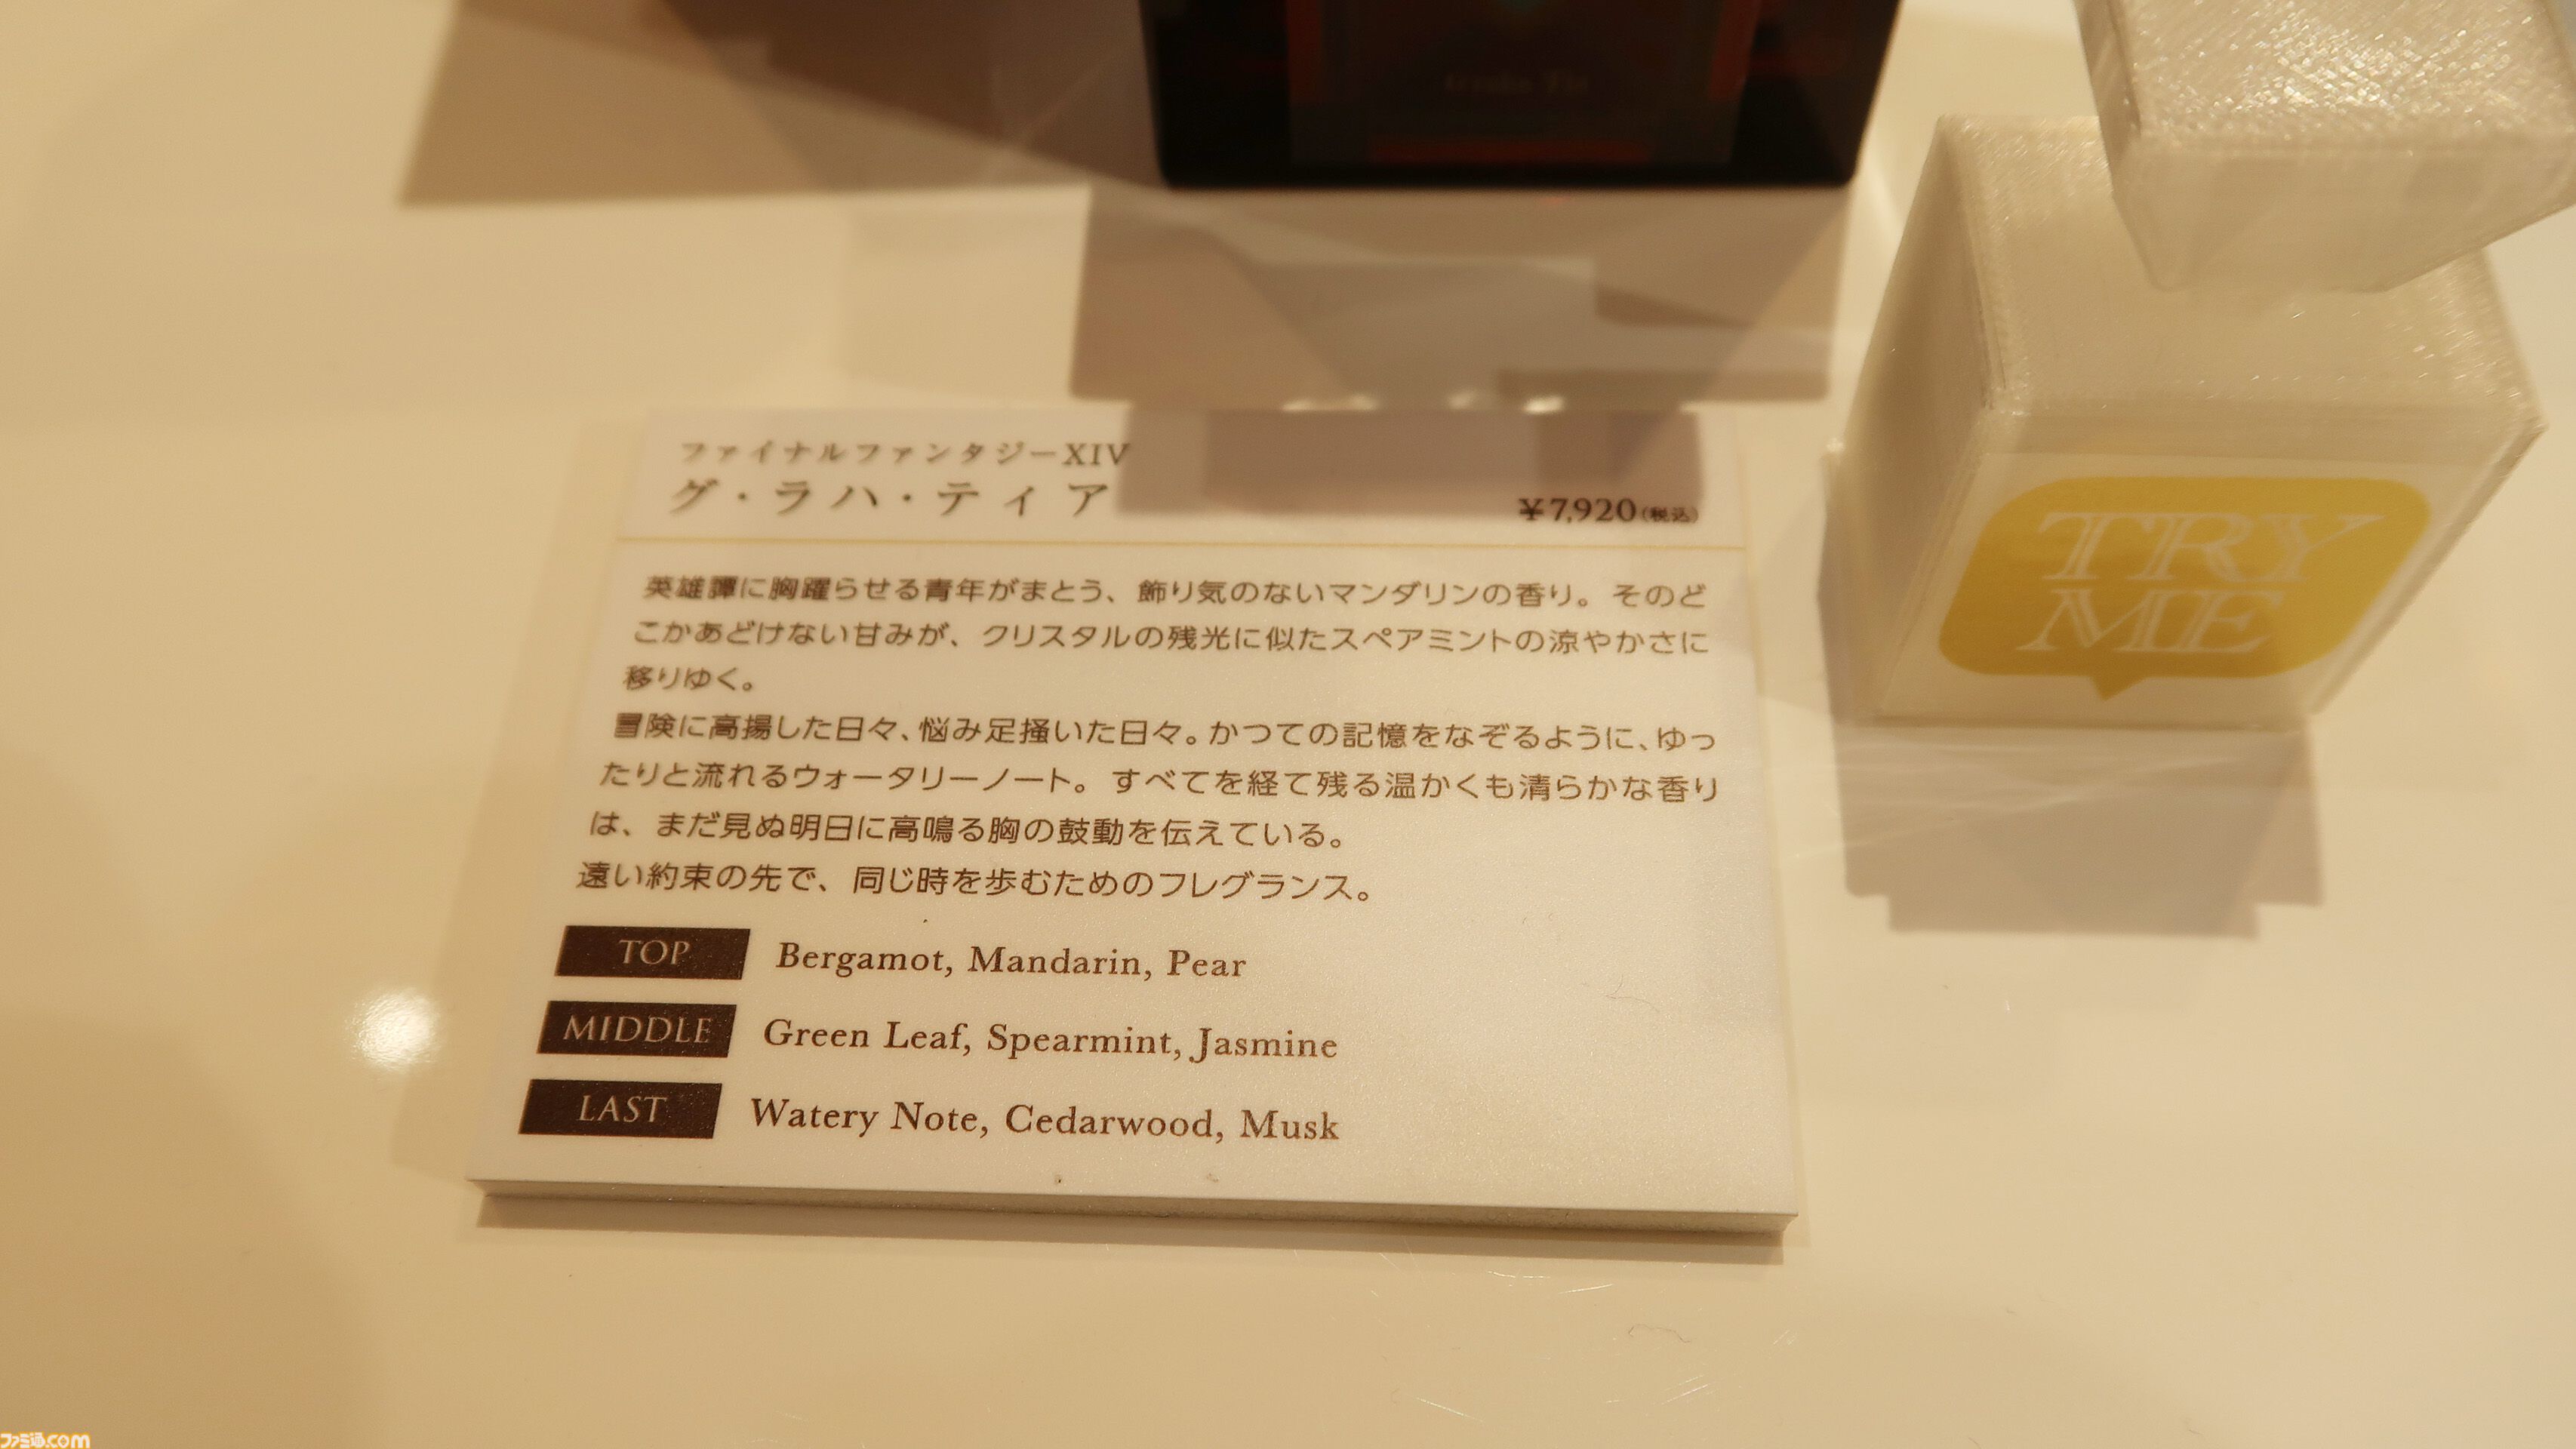 ファイナルファンタジーXIV
グ・ラハ・ティア
¥7,920(税込)
英雄譚に胸躍らせる青年がまとう、飾り気のないマンダリンの香り。そのど
こかあどけない甘みが、クリスタルの残光に似たスペアミントの涼やかさに
移りゆく。
冒険に高揚した日々、悩み足掻いた日々。かつての記憶をなぞるように、ゆっ
たりと流れるウォータリーノート。すべてを経て残る温かくも清らかな香り
は、まだ見ぬ明日に高鳴る胸の鼓動を伝えている。
遠い約束の先で、同じ時を歩むためのフレグランス。
TOP Bergamot, Mandarin, Pear
MIDDLE Green Leaf, Spearmint, Jasmine
LAST Watery Note, Cedarwood, Musk
TRY
ME
ファミ通.com